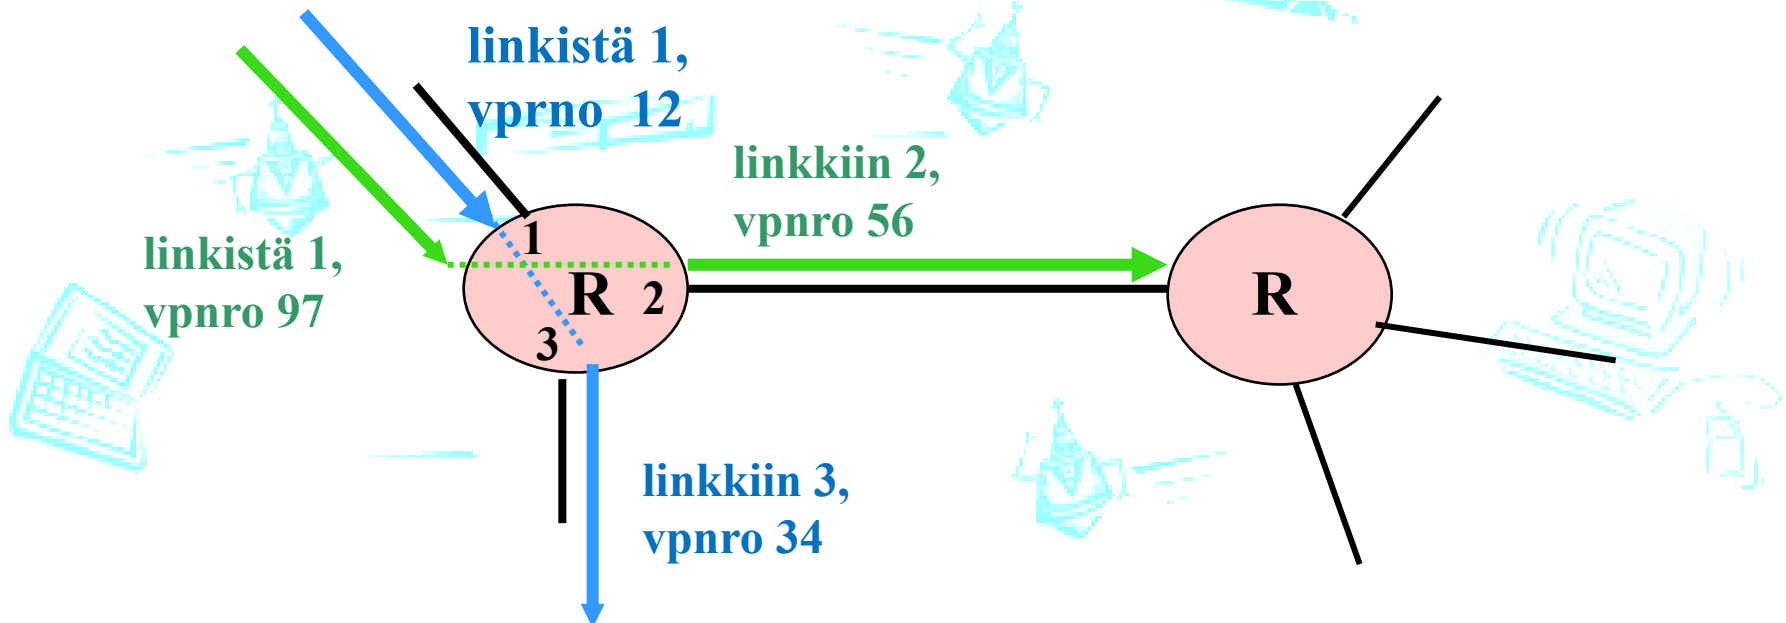 linkistä 1,
vprno 12
linkkiin 2,
vpnro 56
linkistä 1,
vpnro 97
1
R 2
3
R
linkkiin 3,
vpnro 34